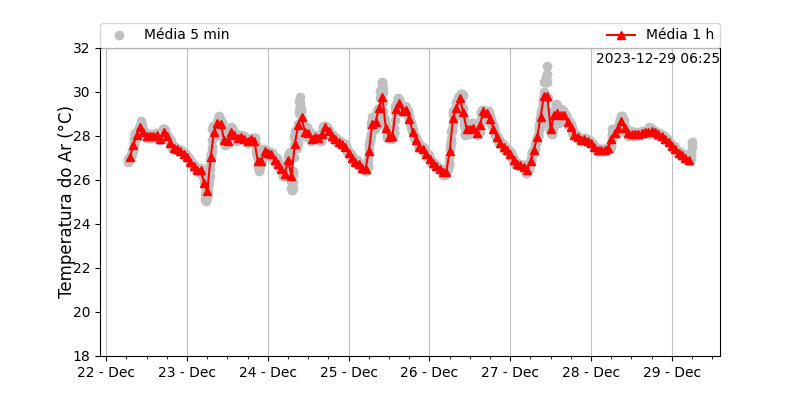 Média 5 min
Média 1 h
2023-12-29 06:25
Temperatura do Ar (°C)
32
30
28
26
24
22
20
18
22 - Dec
23 - Dec
24 - Dec
25 - Dec
26 - Dec
27 - Dec
28 - Dec
29 - Dec